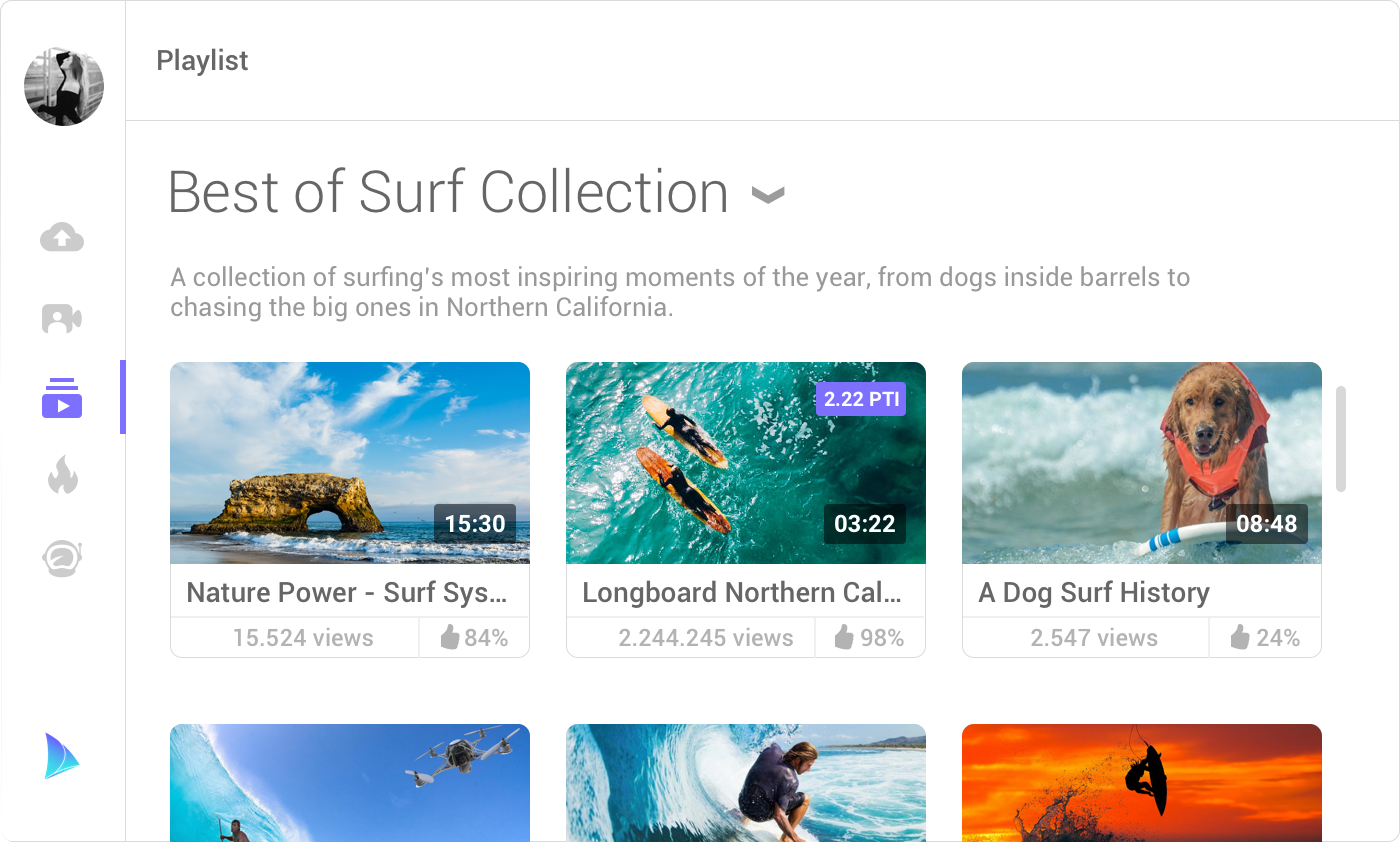 Playlist
Best of Surf Collection
A collection of surfing's most inspiring moments of the year, from dogs inside barrels to
chasing the big ones in Northern California.
15:30
Nature Power - Surf Sys...
15.524 views
84%
2.22 PTI
03:22
Longboard Northern Cal...
2.244.245 views
98%
08:48
A Dog Surf History
2.547 views
24%